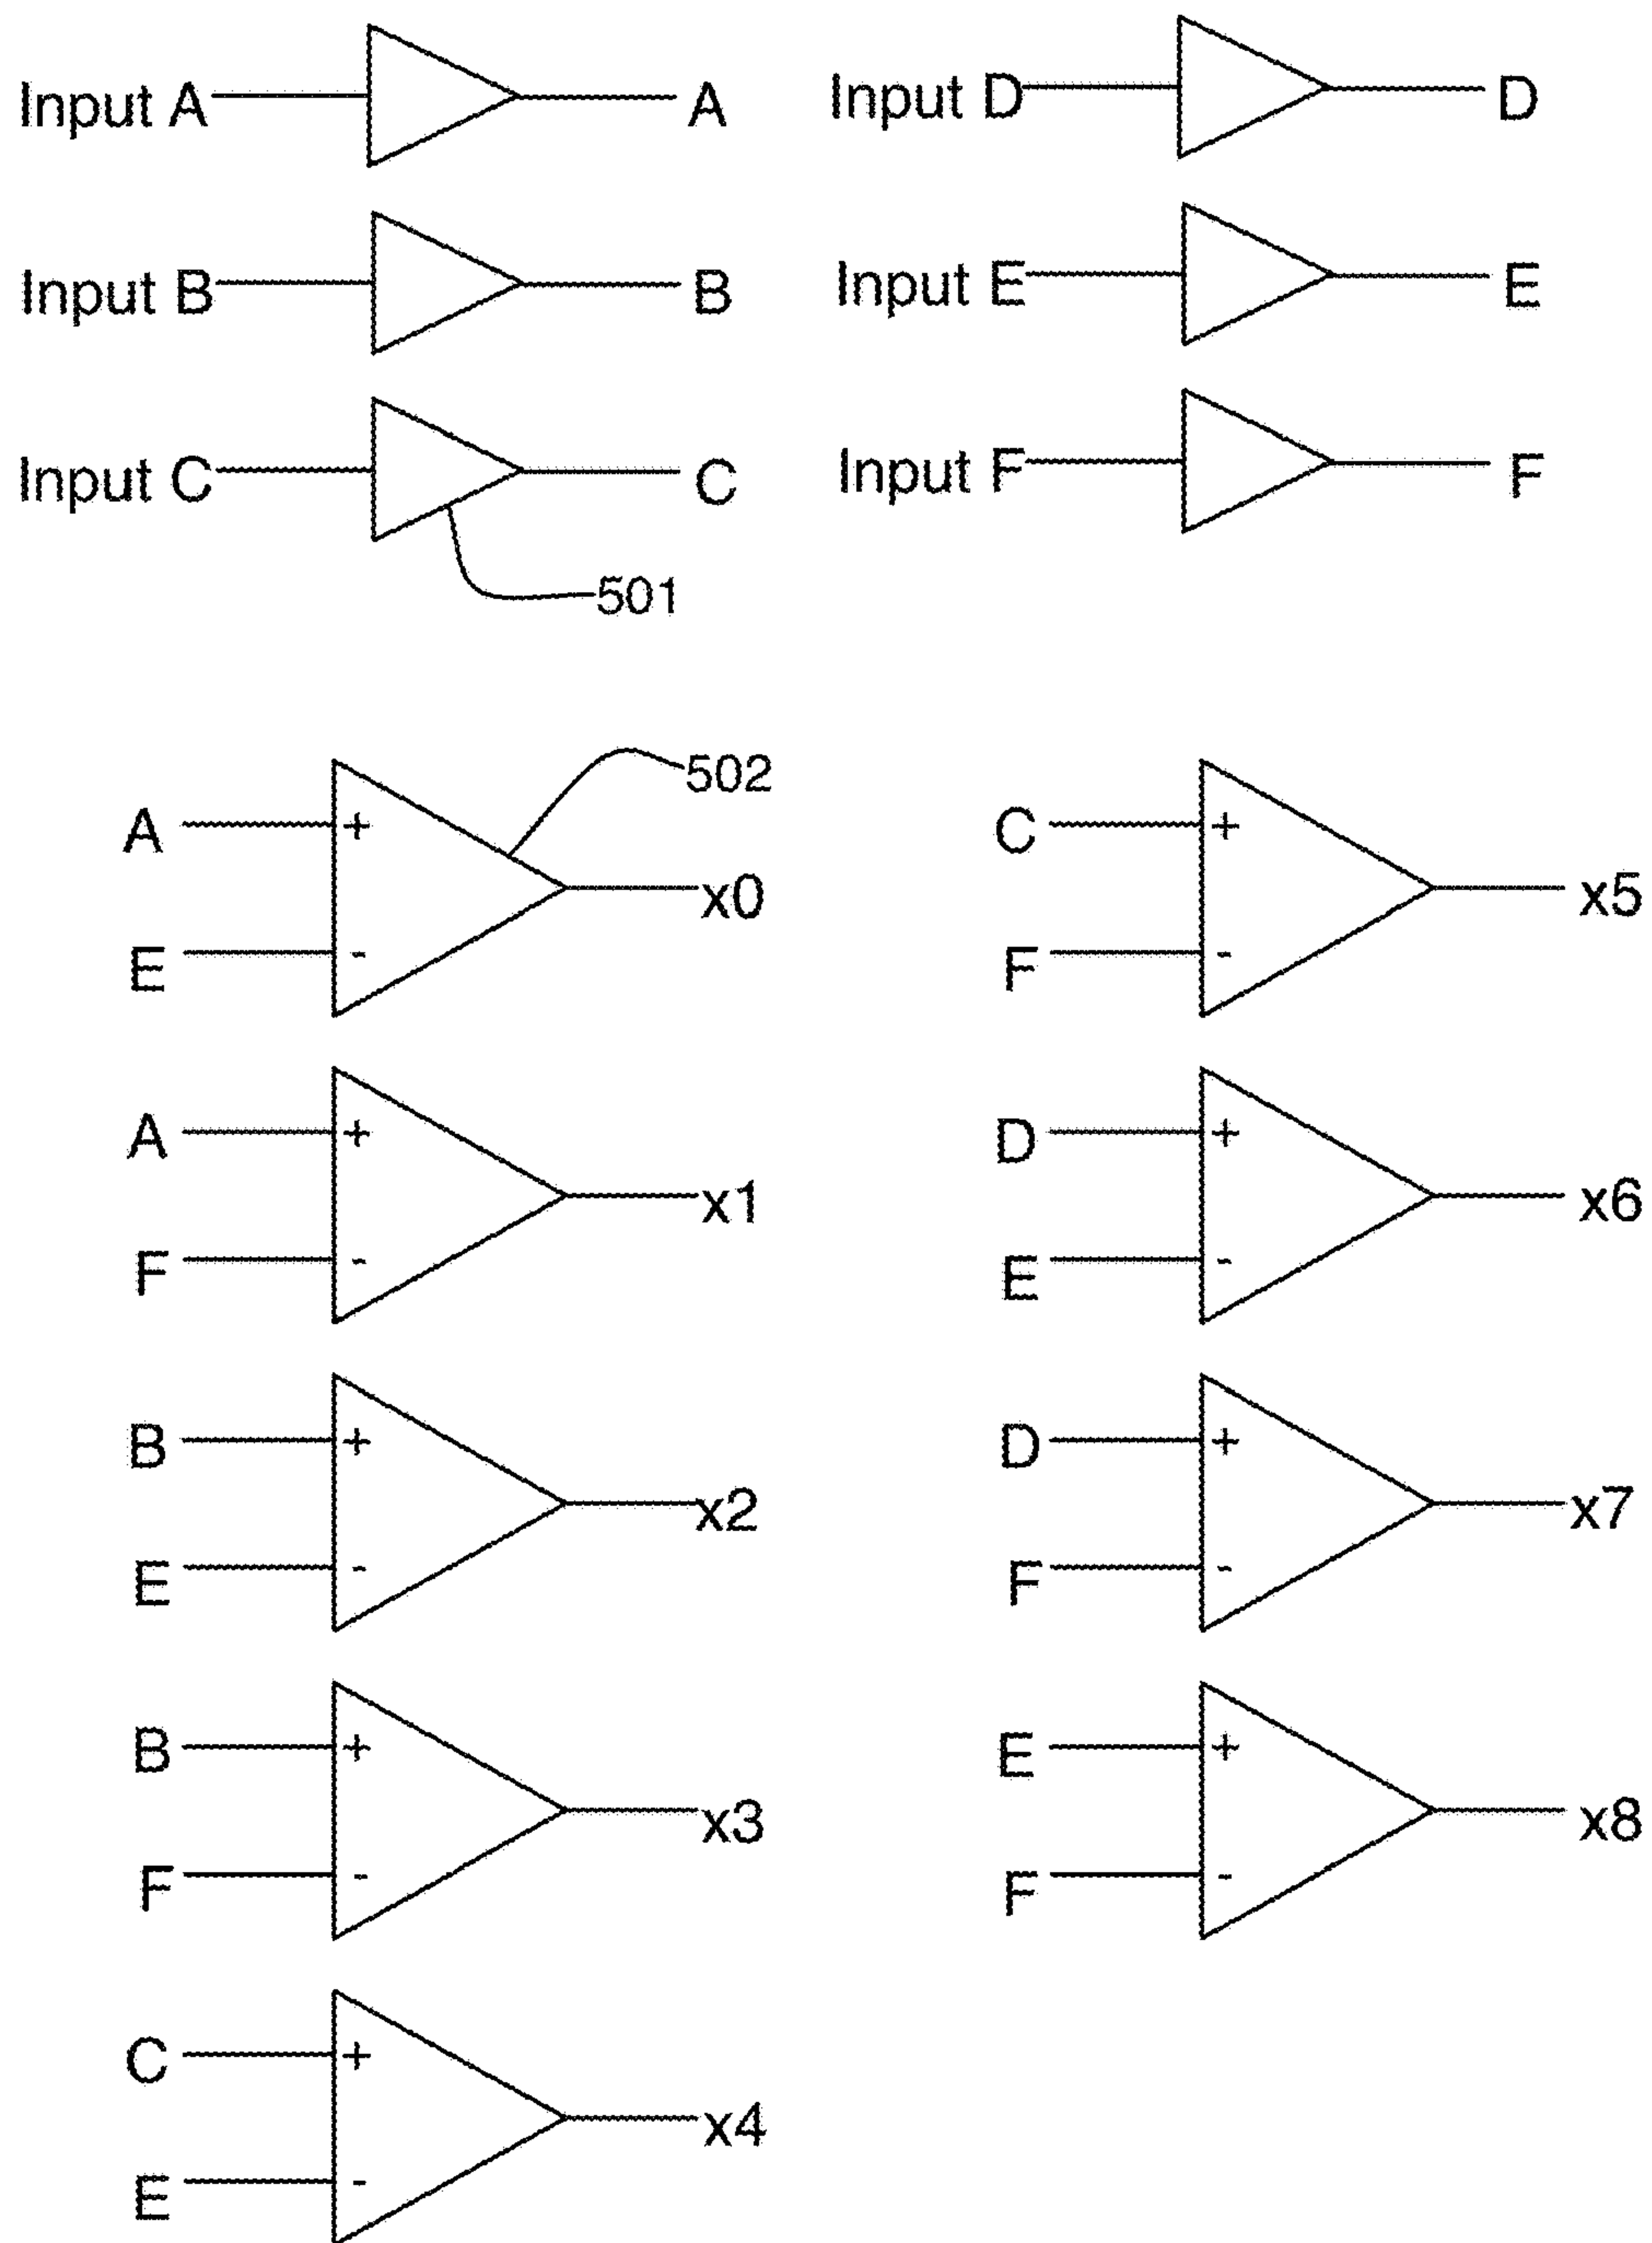 Input A A
Input D D
Input B B
Input E E
Input C C
Input F F
501
502
A + x0
E -
C + x5
F -
A + x1
F -
D + x6
E -
B + x2
E -
D + x7
F -
B + x3
F -
E + x8
F -
C + x4
E -